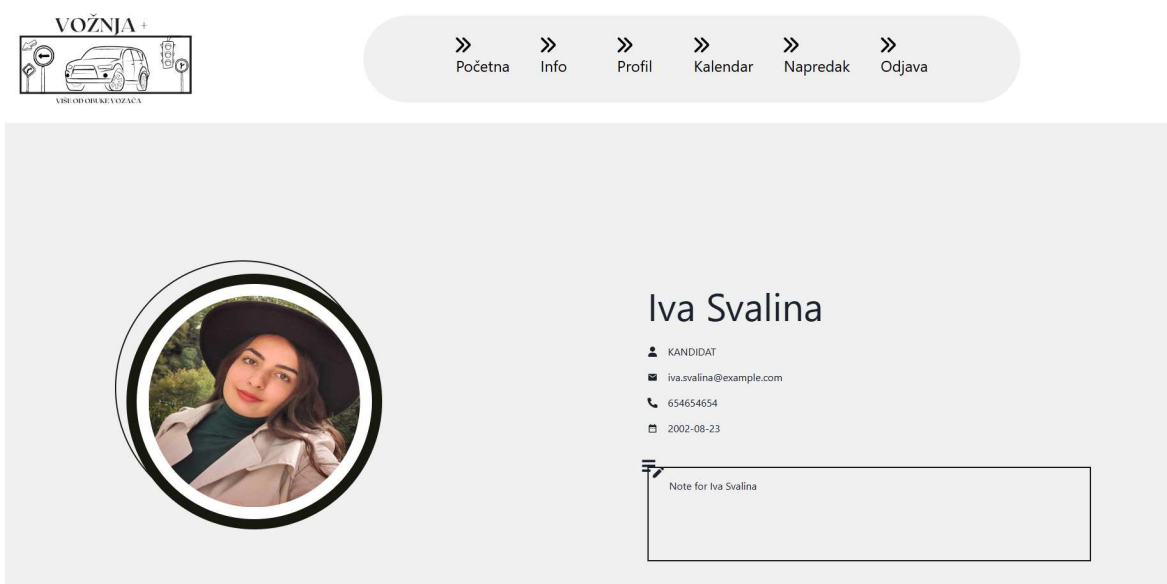 VOŽNJA +
VIŠE OD OBUKE VOZAČA
Početna
Info
Profil
Kalendar
Napredak
Odjava
Iva Svalina
KANDIDAT
iva.svalina@example.com
654654654
2002-08-23
Note for Iva Svalina